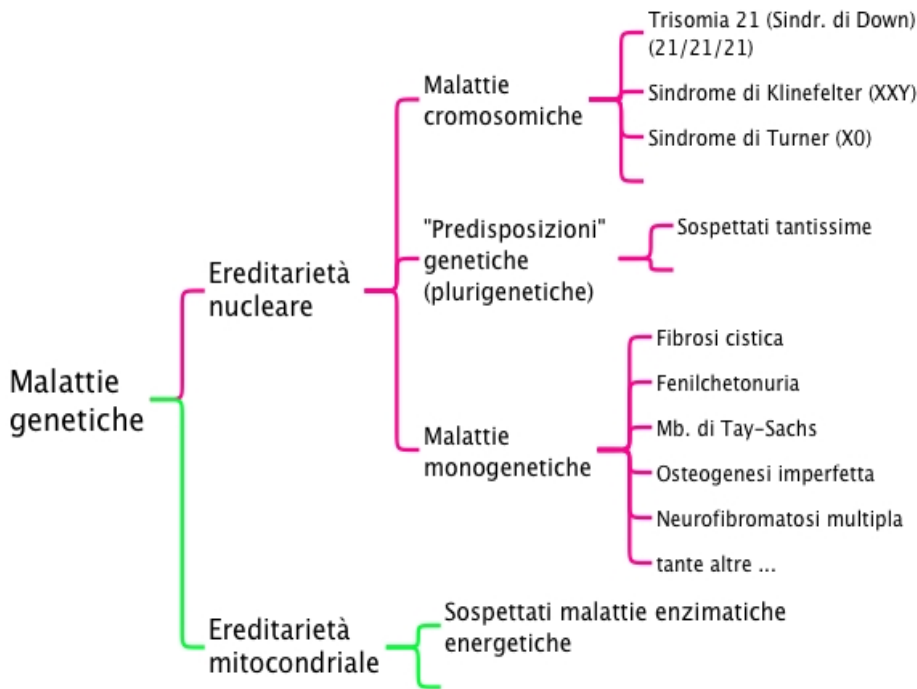 Malattie
genetiche
Ereditarietà
nucleare
Malattie
cromosomiche
Trisomia 21 (Sindr. di Down)
(21/21/21)
Sindrome di Klinefelter (XXY)
Sindrome di Turner (X0)
"Predisposizioni"
genetiche
(plurigenetiche)
Sospettati tantissime
Malattie
monogenetiche
Fibrosi cistica
Fenilchetonuria
Mb. di Tay-Sachs
Osteogenesi imperfetta
Neurofibromatosi multipla
tante altre ...
Ereditarietà
mitocondriale
Sospettati malattie enzimatiche
energetiche